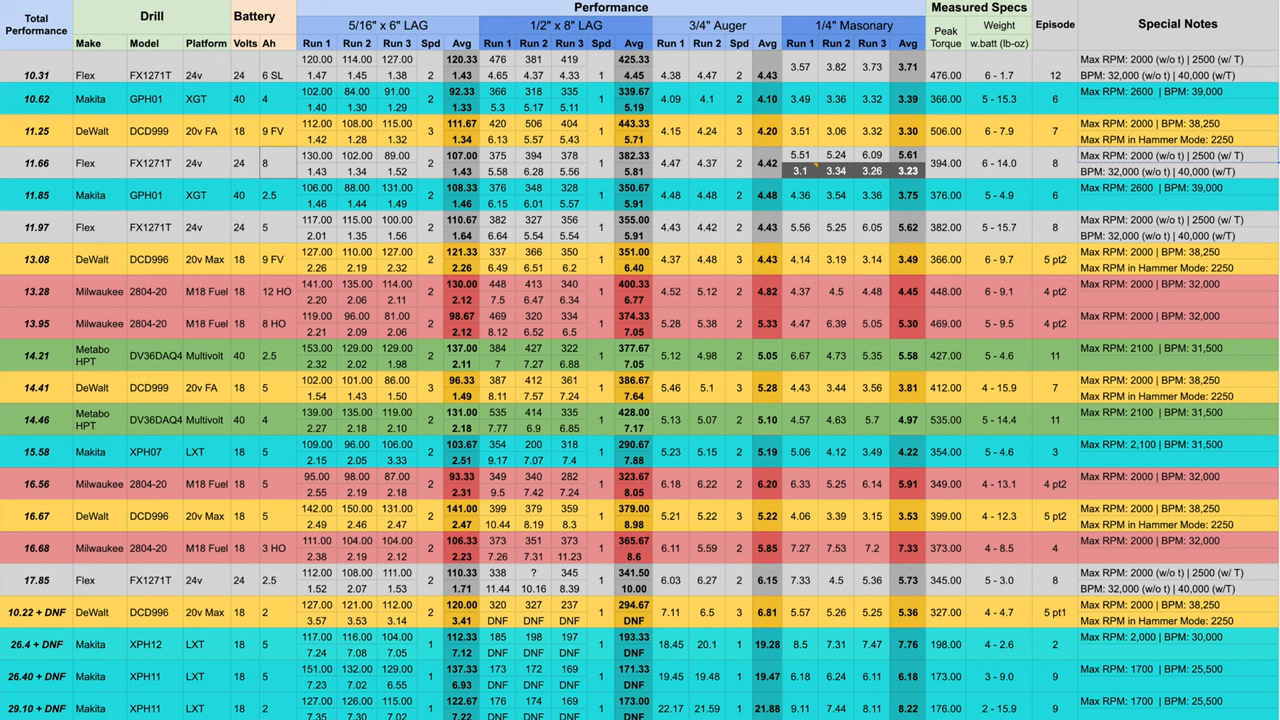 Total Performance Drill Battery Performance Measured Specs Episode Special Notes
5/16" x 6" LAG 1/2" x 8" LAG 3/4" Auger 1/4" Masonary Peak Torque Weight
Make Model Platform Volts Ah Run 1 Run 2 Run 3 Spd Avg Run 1 Run 2 Run 3 Spd Avg Run 1 Run 2 Spd Avg Run 1 Run 2 Run 3 Avg w.batt (lb-oz)
120.00 114.00 127.00 120.33 476 381 419 425.33 Max RPM: 2000 (w/o t) | 2500 (w/ T)
10.31 Flex FX1271T 24v 24 6 SL 1.47 1.45 1.38 2 1.43 4.65 4.37 4.33 1 4.45 4.38 4.47 2 4.43 3.57 3.82 3.73 3.71 476.00 6 - 1.7 12 BPM: 32,000 (w/o t) | 40,000 (w/T)
102.00 84.00 91.00 92.33 366 318 335 339.67 Max RPM: 2600 | BPM: 39,000
10.62 Makita GPH01 XGT 40 4 1.40 1.30 1.29 2 1.33 5.3 5.17 5.11 1 5.19 4.09 4.1 2 4.10 3.49 3.36 3.32 3.39 366.00 5 - 15.3 6
112.00 108.00 115.00 111.67 420 506 404 443.33 Max RPM: 2000 | BPM: 38,250
11.25 DeWalt DCD999 20v FA 18 9 FV 1.42 1.28 1.32 3 1.34 6.13 5.57 5.43 1 5.71 4.15 4.24 3 4.20 3.51 3.06 3.32 3.30 506.00 6 - 7.9 7 Max RPM in Hammer Mode: 2250
130.00 102.00 89.00 107.00 375 394 378 382.33 5.51 5.24 6.09 5.61 Max RPM: 2000 (w/o t) | 2500 (w/ T)
11.66 Flex FX1271T 24v 24 8 1.43 1.34 1.52 2 1.43 5.58 6.28 5.56 1 5.81 4.47 4.37 2 4.42 3.1 3.34 3.26 3.23 394.00 6 - 14.0 8 BPM: 32,000 (w/o t) | 40,000 (w/T)
106.00 88.00 131.00 108.33 376 348 328 350.67 Max RPM: 2600 | BPM: 39,000
11.85 Makita GPH01 XGT 40 2.5 1.46 1.44 1.49 2 1.46 6.15 6.01 5.57 1 5.91 4.48 4.48 2 4.48 4.36 3.54 3.36 3.75 376.00 5 - 4.9 6
117.00 115.00 100.00 110.67 382 327 356 355.00 Max RPM: 2000 (w/o t) | 2500 (w/ T)
11.97 Flex FX1271T 24v 24 5 2.01 1.35 1.56 2 1.64 6.64 5.54 5.54 1 5.91 4.43 4.42 2 4.43 5.56 5.25 6.05 5.62 382.00 5 - 15.7 8 BPM: 32,000 (w/o t) | 40,000 (w/T)
127.00 110.00 127.00 121.33 337 366 350 351.00 Max RPM: 2000 | BPM: 38,250
13.08 DeWalt DCD996 20v Max 18 9 FV 2.26 2.19 2.32 2 2.26 6.49 6.51 6.2 1 6.40 4.37 4.48 3 4.43 4.14 3.19 3.14 3.49 366.00 6 - 9.7 5 pt2 Max RPM in Hammer Mode: 2250
141.00 135.00 114.00 130.00 448 413 340 400.33 Max RPM: 2000 | BPM: 32,000
13.28 Milwaukee 2804-20 M18 Fuel 18 12 HO 2.20 2.06 2.11 2 2.12 7.5 6.47 6.34 1 6.77 4.52 5.12 2 4.82 4.37 4.5 4.48 4.45 448.00 6 - 9.1 4 pt2
119.00 96.00 81.00 98.67 469 320 334 374.33 Max RPM: 2000 | BPM: 32,000
13.95 Milwaukee 2804-20 M18 Fuel 18 8 HO 2.21 2.09 2.06 2 2.12 8.12 6.52 6.5 1 7.05 5.28 5.38 2 5.33 4.47 6.39 5.05 5.30 469.00 5 - 9.5 4 pt2
153.00 129.00 129.00 137.00 384 427 322 377.67 Max RPM: 2100 | BPM: 31,500
14.21 Metabo HPT DV36DAQ4 Multivolt 40 2.5 2.32 2.02 1.98 2 2.11 7 7.27 6.88 1 7.05 5.12 4.98 2 5.05 6.67 4.73 5.35 5.58 427.00 5 - 4.6 11
102.00 101.00 86.00 96.33 387 412 361 386.67 Max RPM: 2000 | BPM: 38,250
14.41 DeWalt DCD999 20v FA 18 5 1.54 1.43 1.50 3 1.49 8.11 7.57 7.24 1 7.64 5.46 5.1 3 5.28 4.43 3.44 3.56 3.81 412.00 4 - 15.9 7 Max RPM in Hammer Mode: 2250
139.00 135.00 119.00 131.00 535 414 335 428.00 Max RPM: 2100 | BPM: 31,500
14.46 Metabo HPT DV36DAQ4 Multivolt 40 4 2.27 2.18 2.10 2 2.18 7.77 6.9 6.85 1 7.17 5.13 5.07 2 5.10 4.57 4.63 5.7 4.97 535.00 5 - 14.4 11
109.00 96.00 106.00 103.67 354 200 318 290.67 Max RPM: 2,100 | BPM: 31,500
15.58 Makita XPH07 LXT 18 5 2.15 2.05 3.33 2 2.51 9.17 7.07 7.4 1 7.88 5.23 5.15 2 5.19 5.06 4.12 3.49 4.22 354.00 5 - 4.6 3
95.00 98.00 87.00 93.33 349 340 282 323.67 Max RPM: 2000 | BPM: 32,000
16.56 Milwaukee 2804-20 M18 Fuel 18 5 2.55 2.19 2.18 2 2.31 9.5 7.42 7.24 1 8.05 6.18 6.22 2 6.20 6.33 5.25 6.14 5.91 349.00 4 - 13.1 4 pt2
142.00 150.00 131.00 141.00 399 379 359 379.00 Max RPM: 2000 | BPM: 38,250
16.67 DeWalt DCD996 20v Max 18 5 2.49 2.46 2.47 2 2.47 10.44 8.19 8.3 1 8.98 5.21 5.22 3 5.22 4.06 3.39 3.15 3.53 399.00 4 - 12.3 5 pt2 Max RPM in Hammer Mode: 2250
111.00 104.00 104.00 106.33 373 351 373 365.67 Max RPM: 2000 | BPM: 32,000
16.68 Milwaukee 2804-20 M18 Fuel 18 3 HO 2.38 2.19 2.12 2 2.23 7.26 7.31 11.23 1 8.6 6.11 5.59 2 5.85 7.27 7.53 7.2 7.33 373.00 4 - 8.5 4
112.00 108.00 111.00 110.33 338 ? 345 341.50 Max RPM: 2000 (w/o t) | 2500 (w/ T)
17.85 Flex FX1271T 24v 24 2.5 1.52 2.07 1.53 2 1.71 11.44 10.16 8.39 1 10.00 6.03 6.27 2 6.15 7.33 4.5 5.36 5.73 345.00 5 - 3.0 8 BPM: 32,000 (w/o t) | 40,000 (w/T)
127.00 121.00 112.00 120.00 320 327 237 294.67 Max RPM: 2000 | BPM: 38,250
10.22 + DNF DeWalt DCD996 20v Max 18 2 3.57 3.53 3.14 2 3.41 DNF DNF DNF 1 DNF 7.11 6.5 3 6.81 5.57 5.26 5.25 5.36 327.00 4 - 4.7 5 pt1 Max RPM in Hammer Mode: 2250
117.00 116.00 104.00 112.33 185 198 197 193.33 Max RPM: 2,000 | BPM: 30,000
26.4 + DNF Makita XPH12 LXT 18 5 7.24 7.08 7.05 2 7.12 DNF DNF DNF 1 DNF 18.45 20.1 1 19.28 8.5 7.31 7.47 7.76 198.00 4 - 2.6 2
151.00 132.00 129.00 137.33 173 172 169 171.33 Max RPM: 1700 | BPM: 25,500
26.40 + DNF Makita XPH11 LXT 18 5 7.23 7.02 6.55 2 6.93 DNF DNF DNF 1 DNF 19.45 19.48 1 19.47 6.18 6.24 6.11 6.18 173.00 3 - 9.0 9
127.00 126.00 115.00 122.67 176 174 169 173.00 Max RPM: 1700 | BPM: 25,500
29.10 + DNF Makita XPH11 LXT 18 2 7.35 7.30 7.02 1 7.22 DNF DNF DNF 1 DNF 22.17 21.59 1 21.88 9.11 7.44 8.11 8.22 176.00 2 - 15.9 9